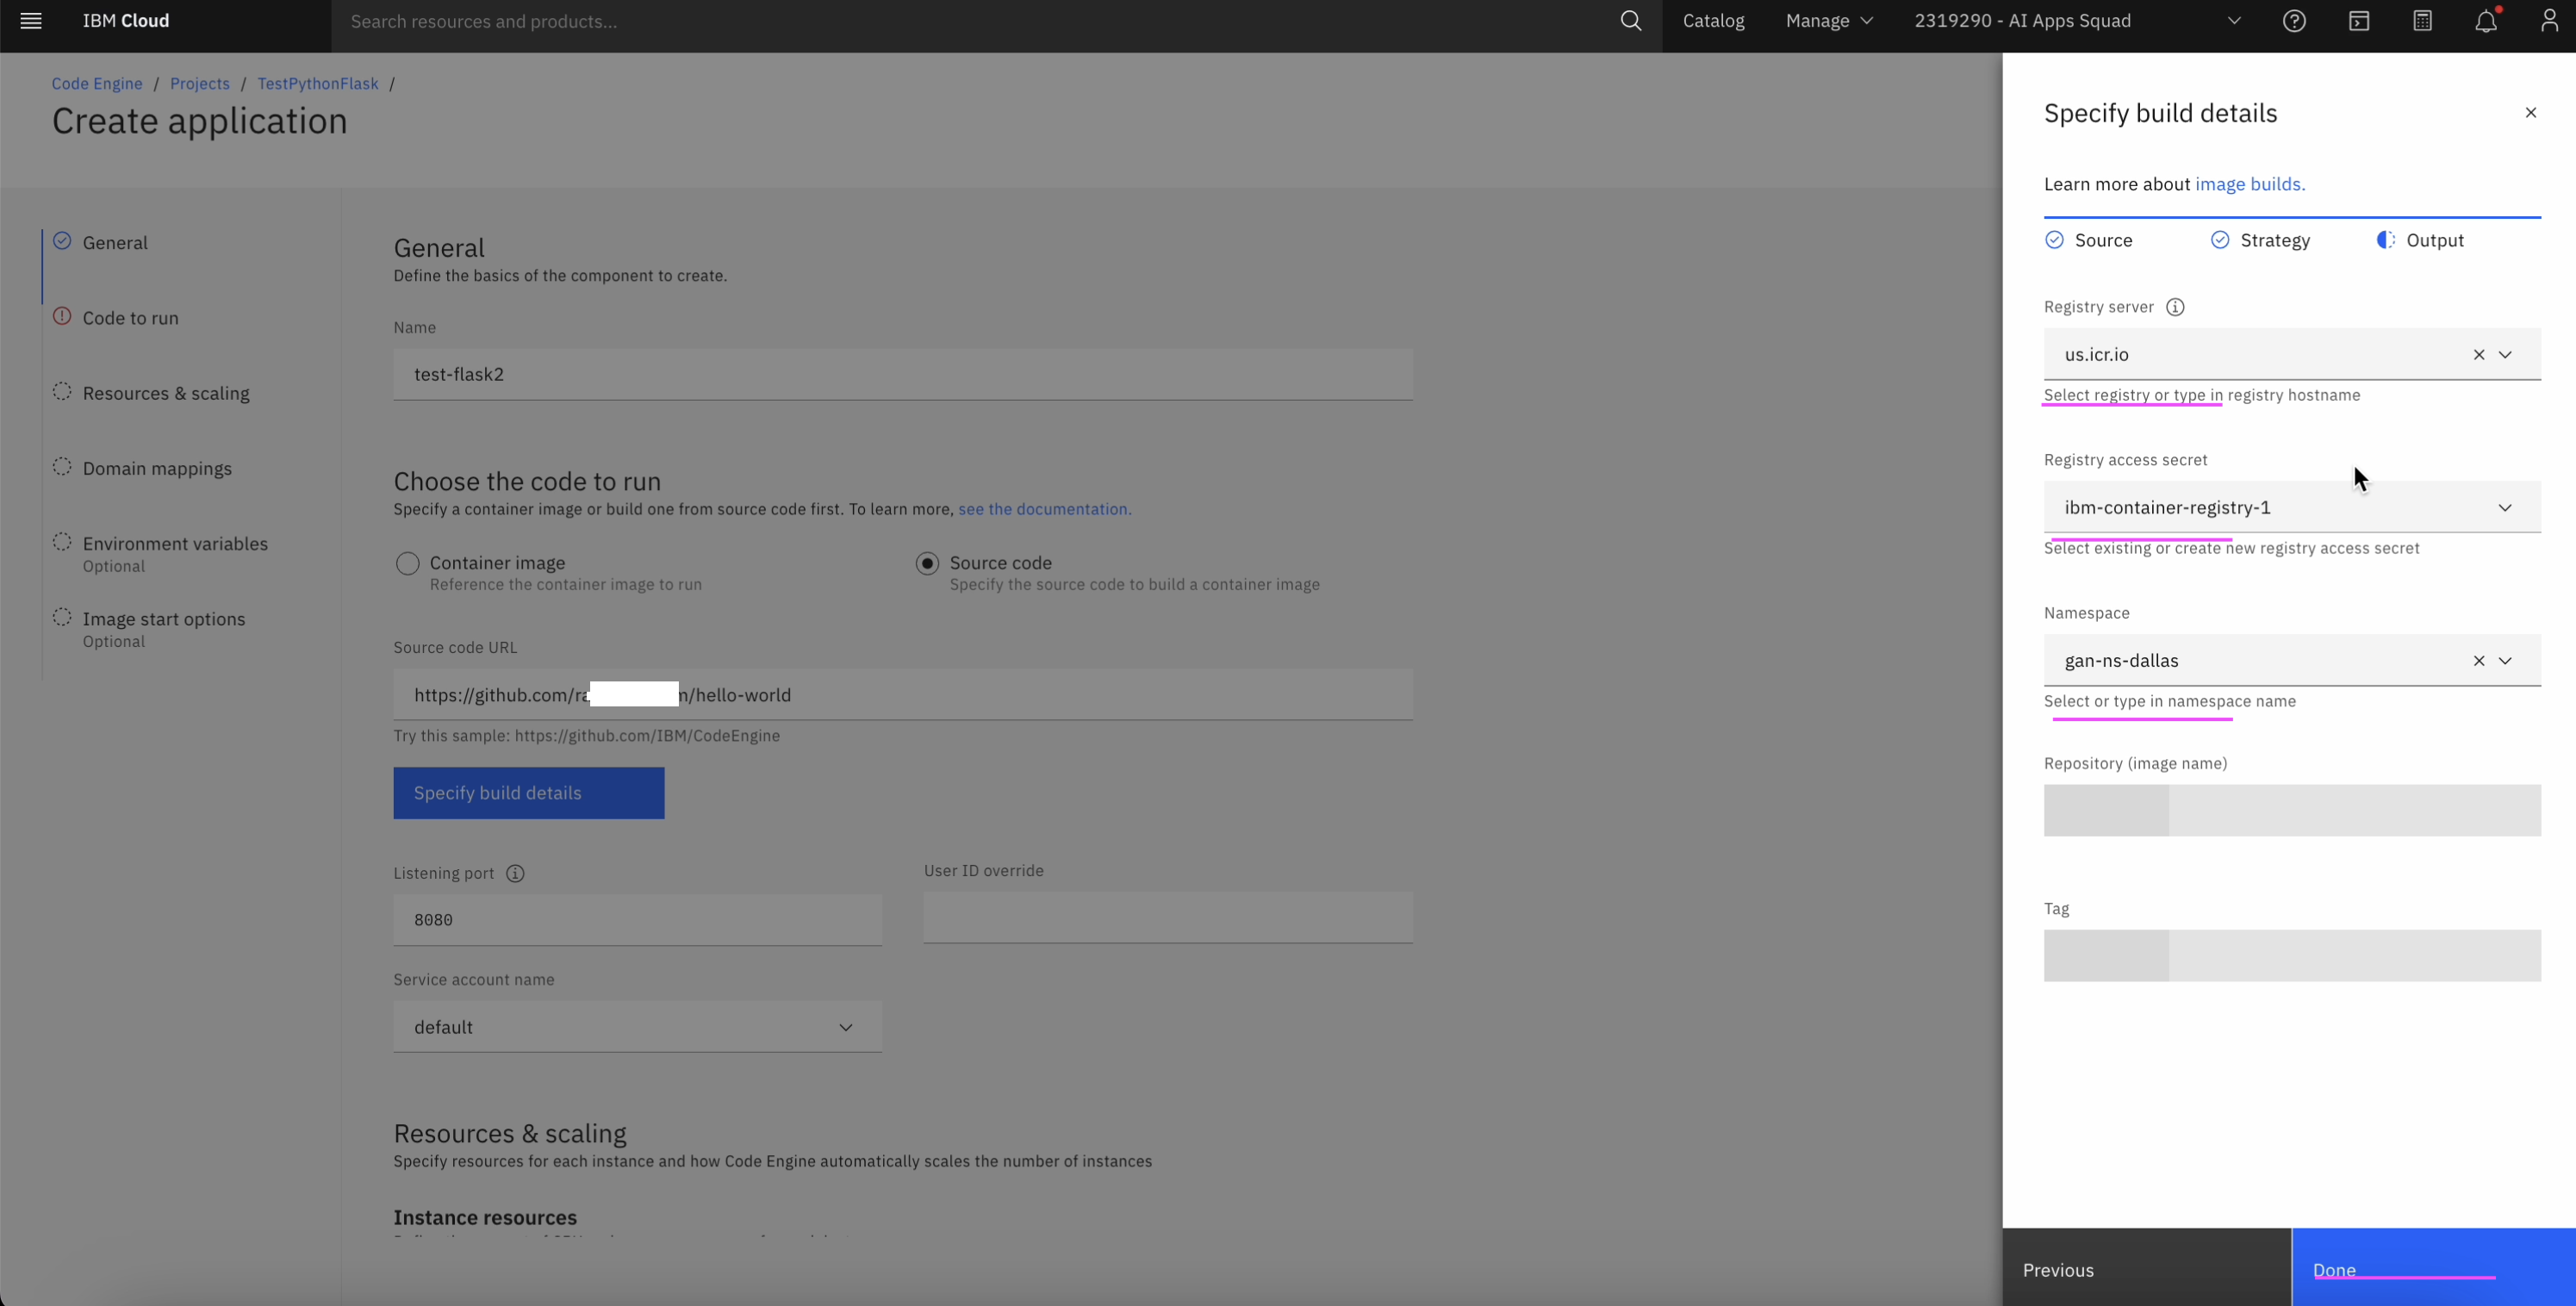 IBM Cloud
Search resources and products...
Catalog
Manage
2319290 - AI Apps Squad
Code Engine / Projects / TestPythonFlask /
Create application
General
Code to run
Resources & scaling
Domain mappings
Environment variables
Optional
Image start options
Optional
General
Define the basics of the component to create.
Name
test-flask2
Choose the code to run
Specify a container image or build one from source code first. To learn more, see the documentation.
Container image
Reference the container image to run
Source code
Specify the source code to build a container image
Source code URL
https://github.com/ra m/hello-world
Try this sample: https://github.com/IBM/CodeEngine
Specify build details
Listening port
8080
User ID override
Service account name
default
Resources & scaling
Specify resources for each instance and how Code Engine automatically scales the number of instances
Instance resources
Specify build details
Learn more about image builds.
Source
Strategy
Output
Registry server
us.icr.io
Select registry or type in registry hostname
Registry access secret
ibm-container-registry-1
Select existing or create new registry access secret
Namespace
gan-ns-dallas
Select or type in namespace name
Repository (image name)
Tag
Previous
Done